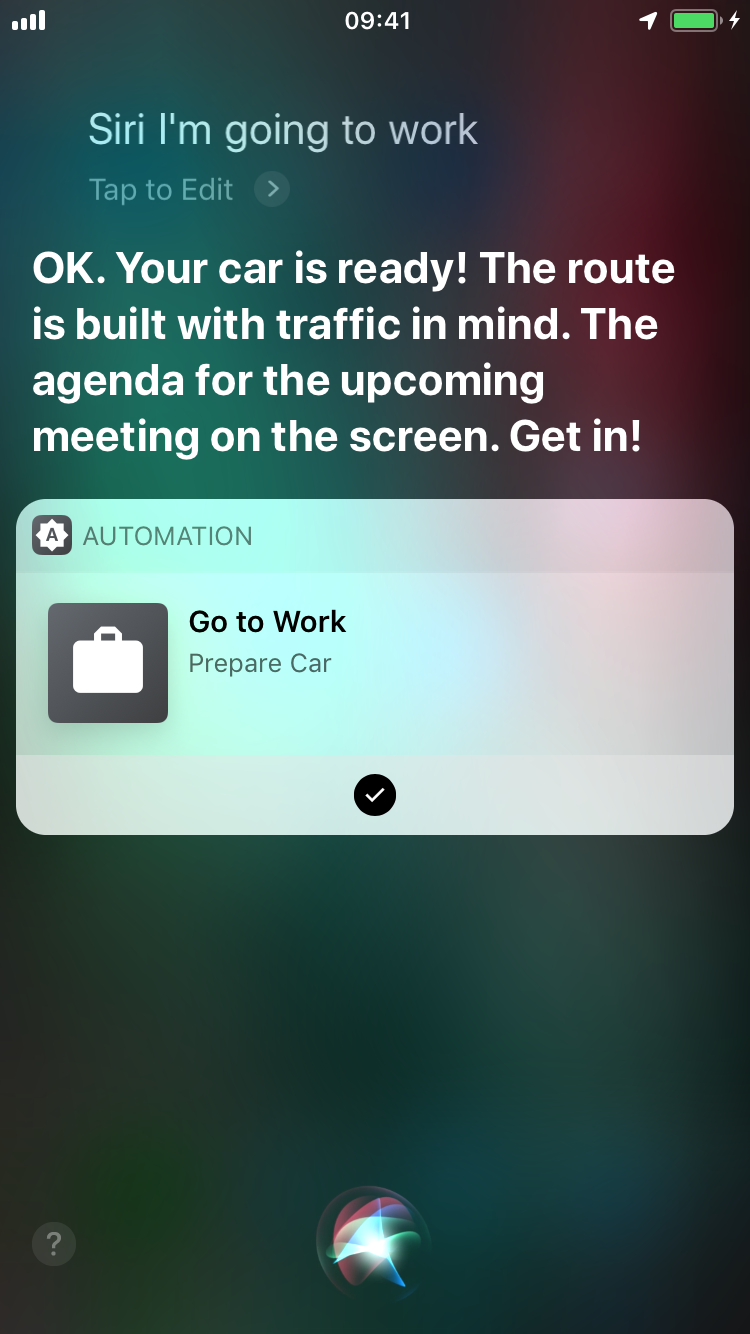 09:41
Siri I'm going to work
Tap to Edit
OK. Your car is ready! The route
is built with traffic in mind. The
agenda for the upcoming
meeting on the screen. Get in!
A AUTOMATION
Go to Work
Prepare Car
?